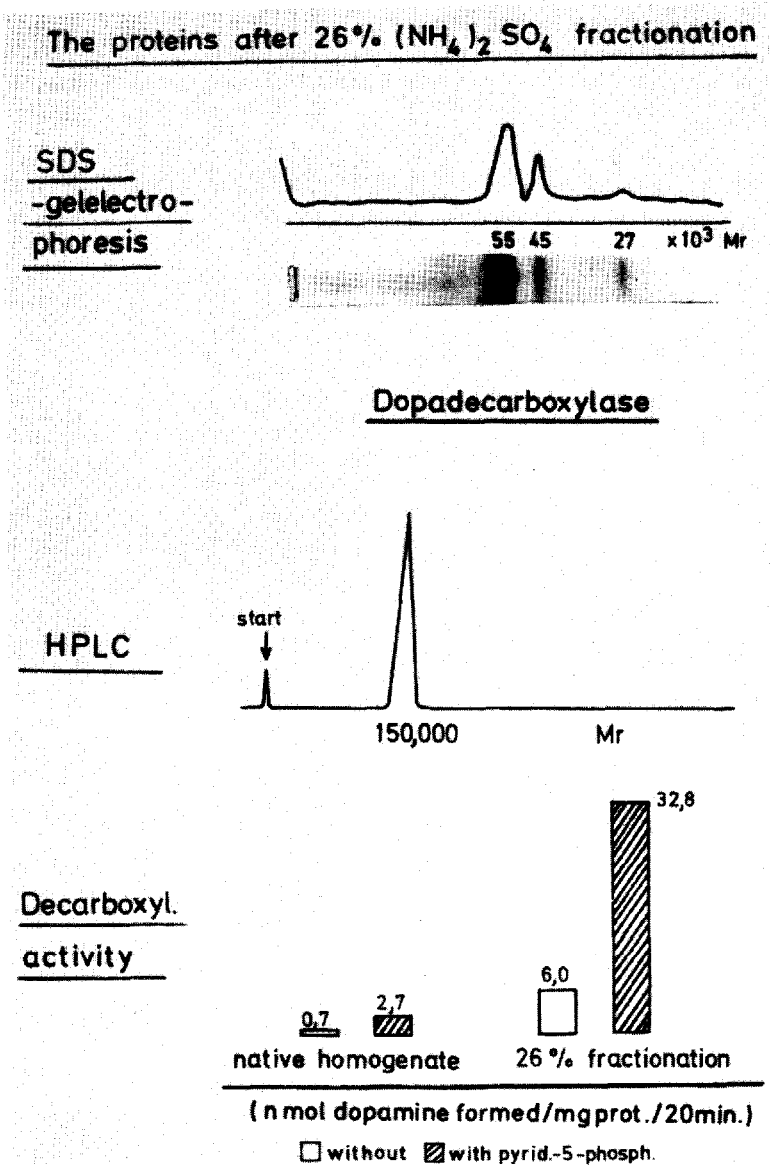 The proteins after 26% (NH4)2 SO4 fractionation
SDS
-gelelectro-
phoresis
56 45 27 x10³ Mr
Dopadecarboxylase
start
HPLC
150,000 Mr
32,8
Decarboxyl.
activity
6,0
0,7
2,7
native homogenate 26% fractionation
(n mol dopamine formed/mg prot./20min.)
without with pyrid.-5-phosph.